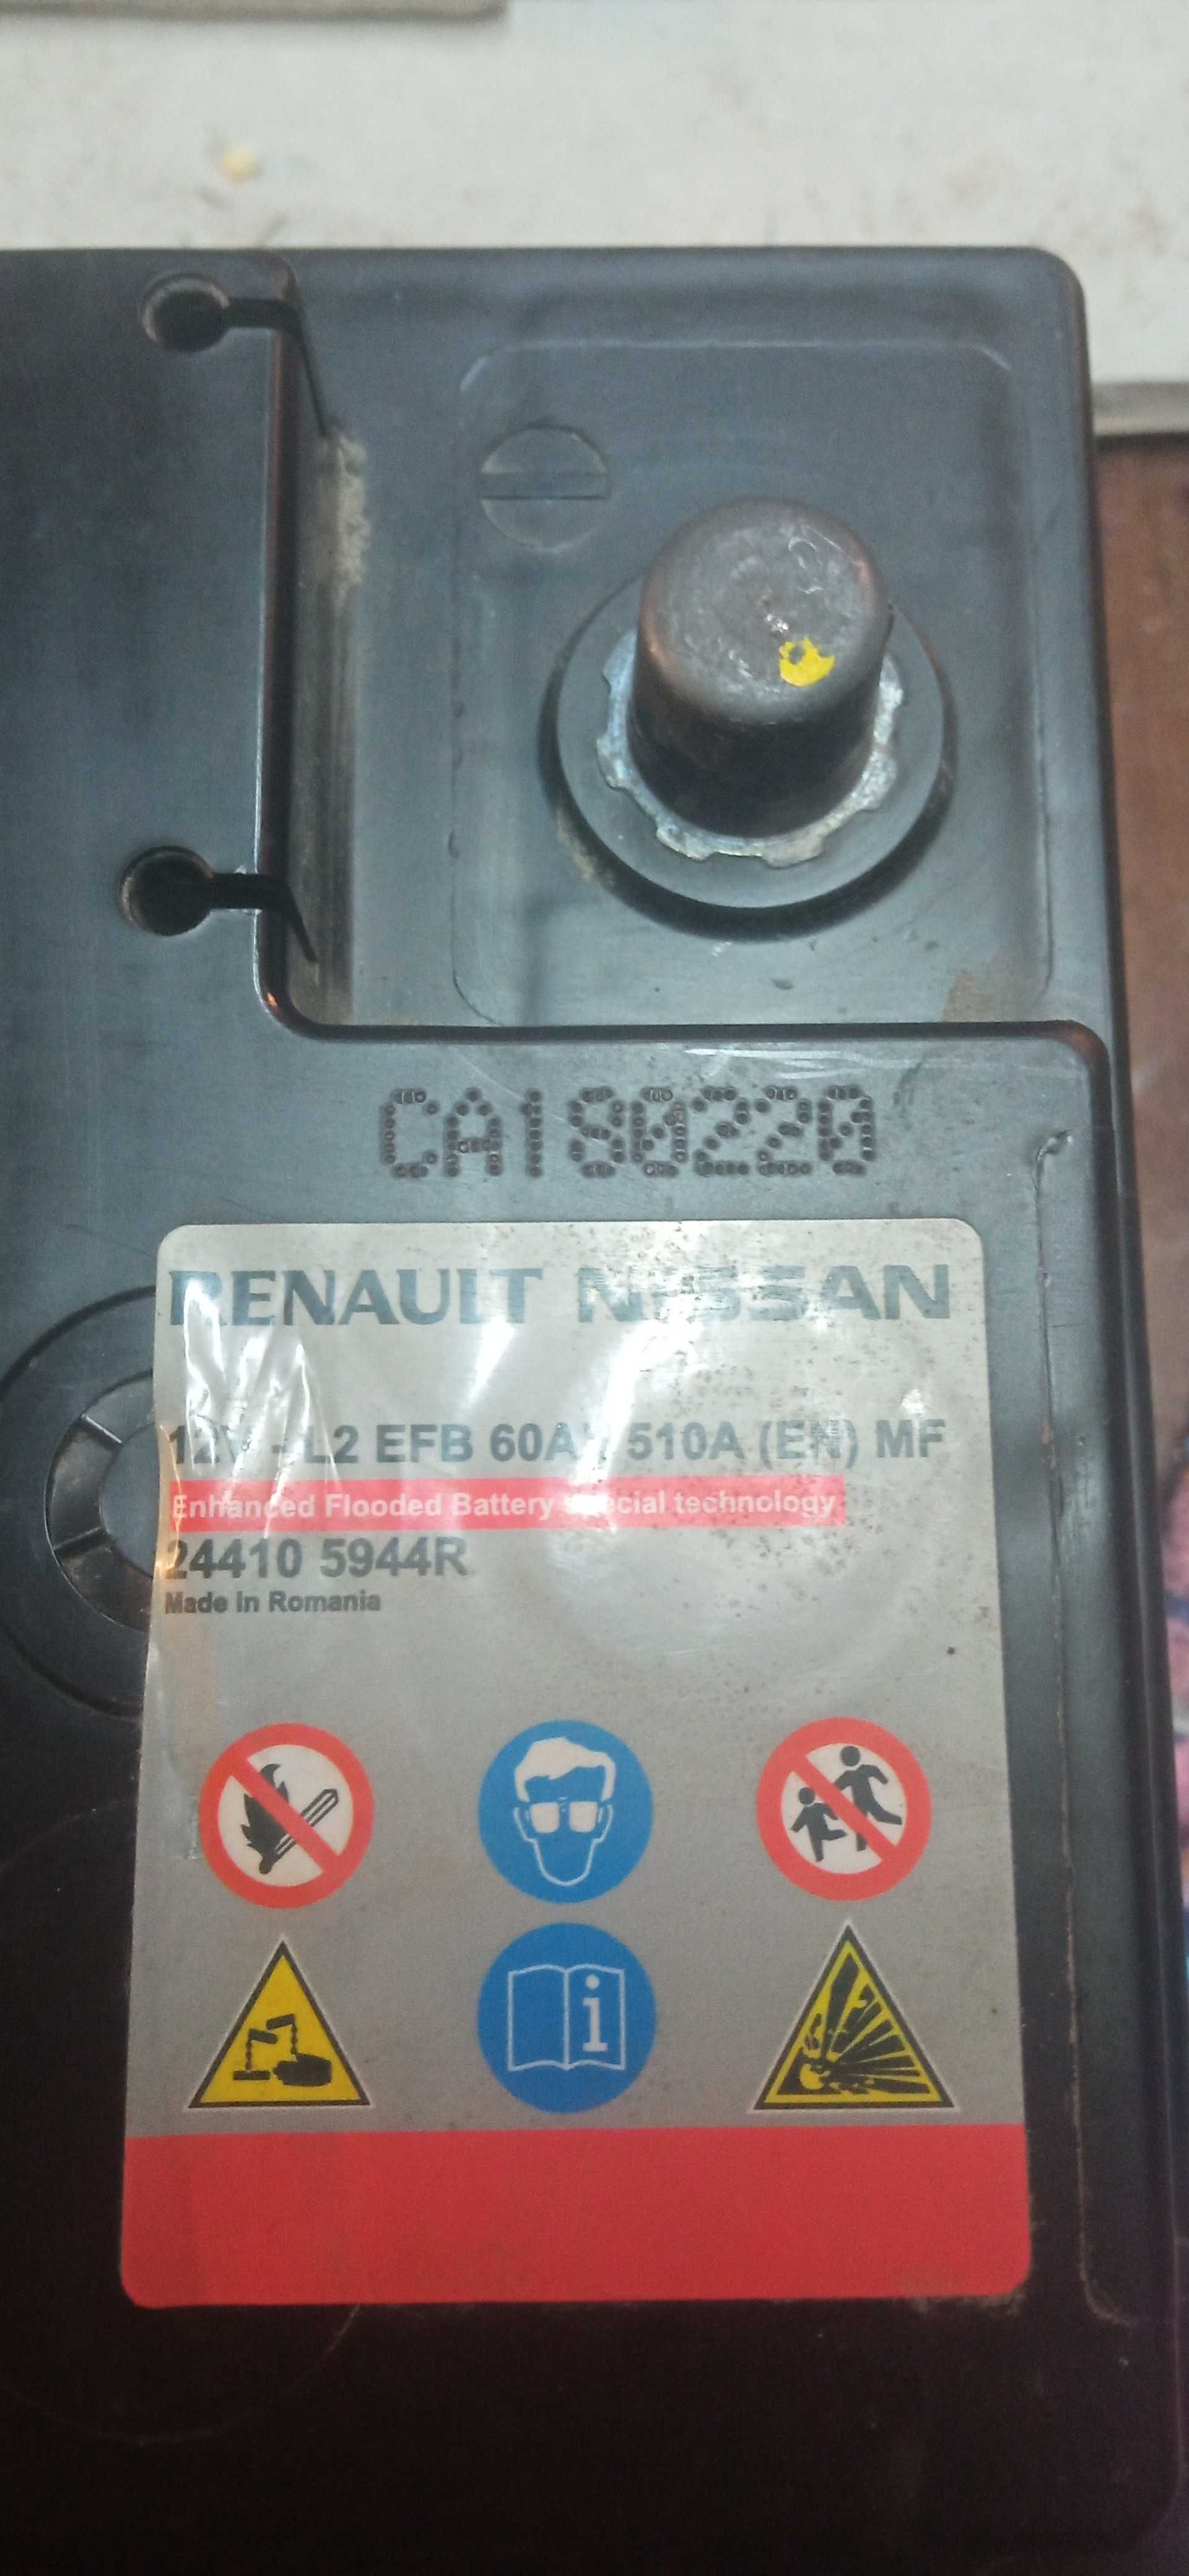 CA180220
RENAULT NISSAN
12V - L2 EFB 60AH 510A (EN) MF
Enhanced Flooded Battery special technology
24410 5944R
Made in Romania
i